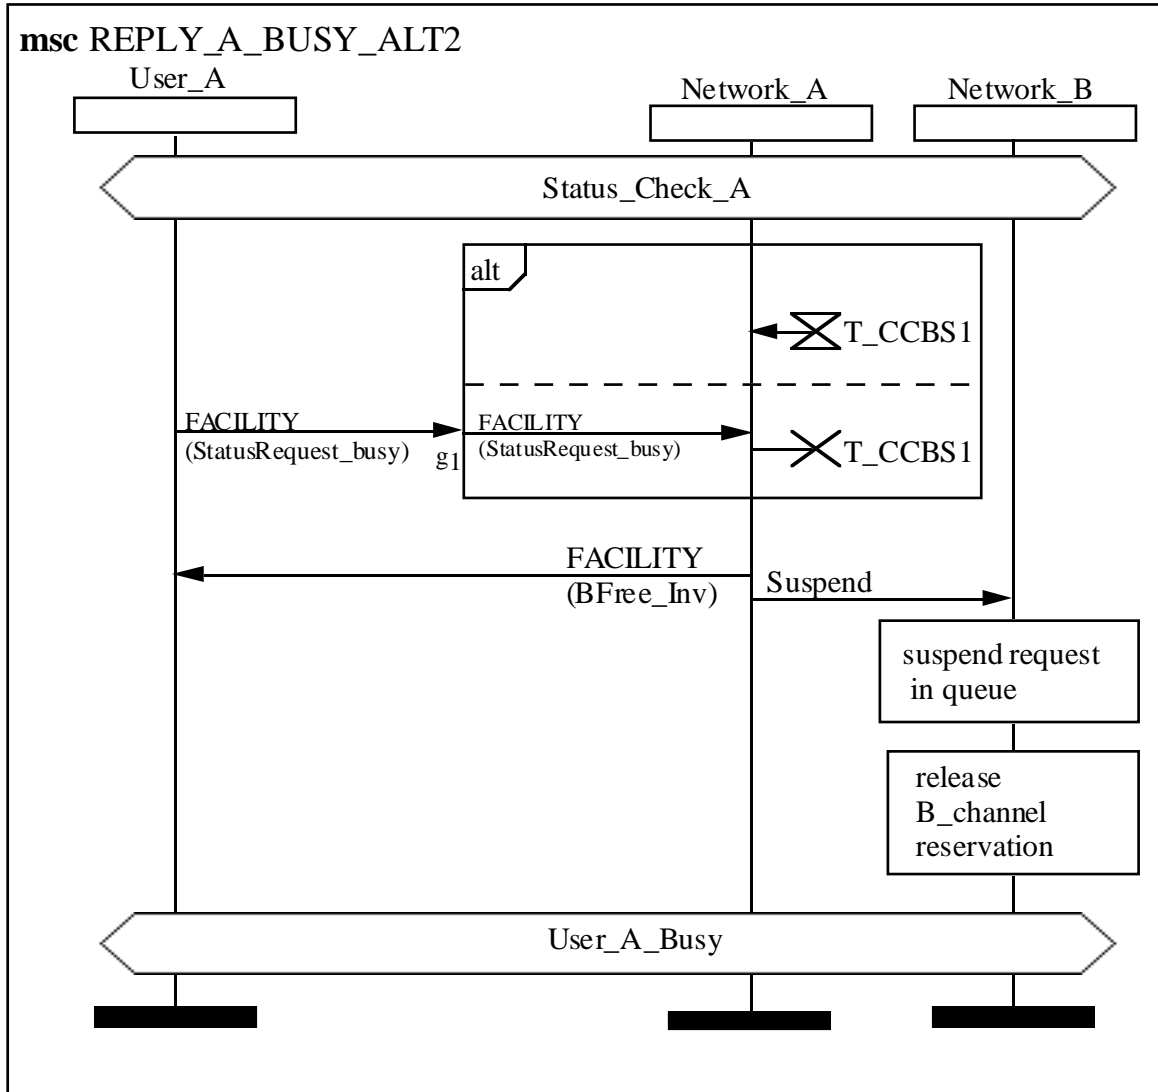 msc REPLY_A_BUSY_ALT2
User_A
Network_A
Network_B
Status_Check_A
alt
T_CCBS1
FACILITY
(StatusRequest_busy)
g1
FACILITY
(StatusRequest_busy)
T_CCBS1
FACILITY
(BFree_Inv)
Suspend
suspend request
in queue
release
B_channel
reservation
User_A_Busy